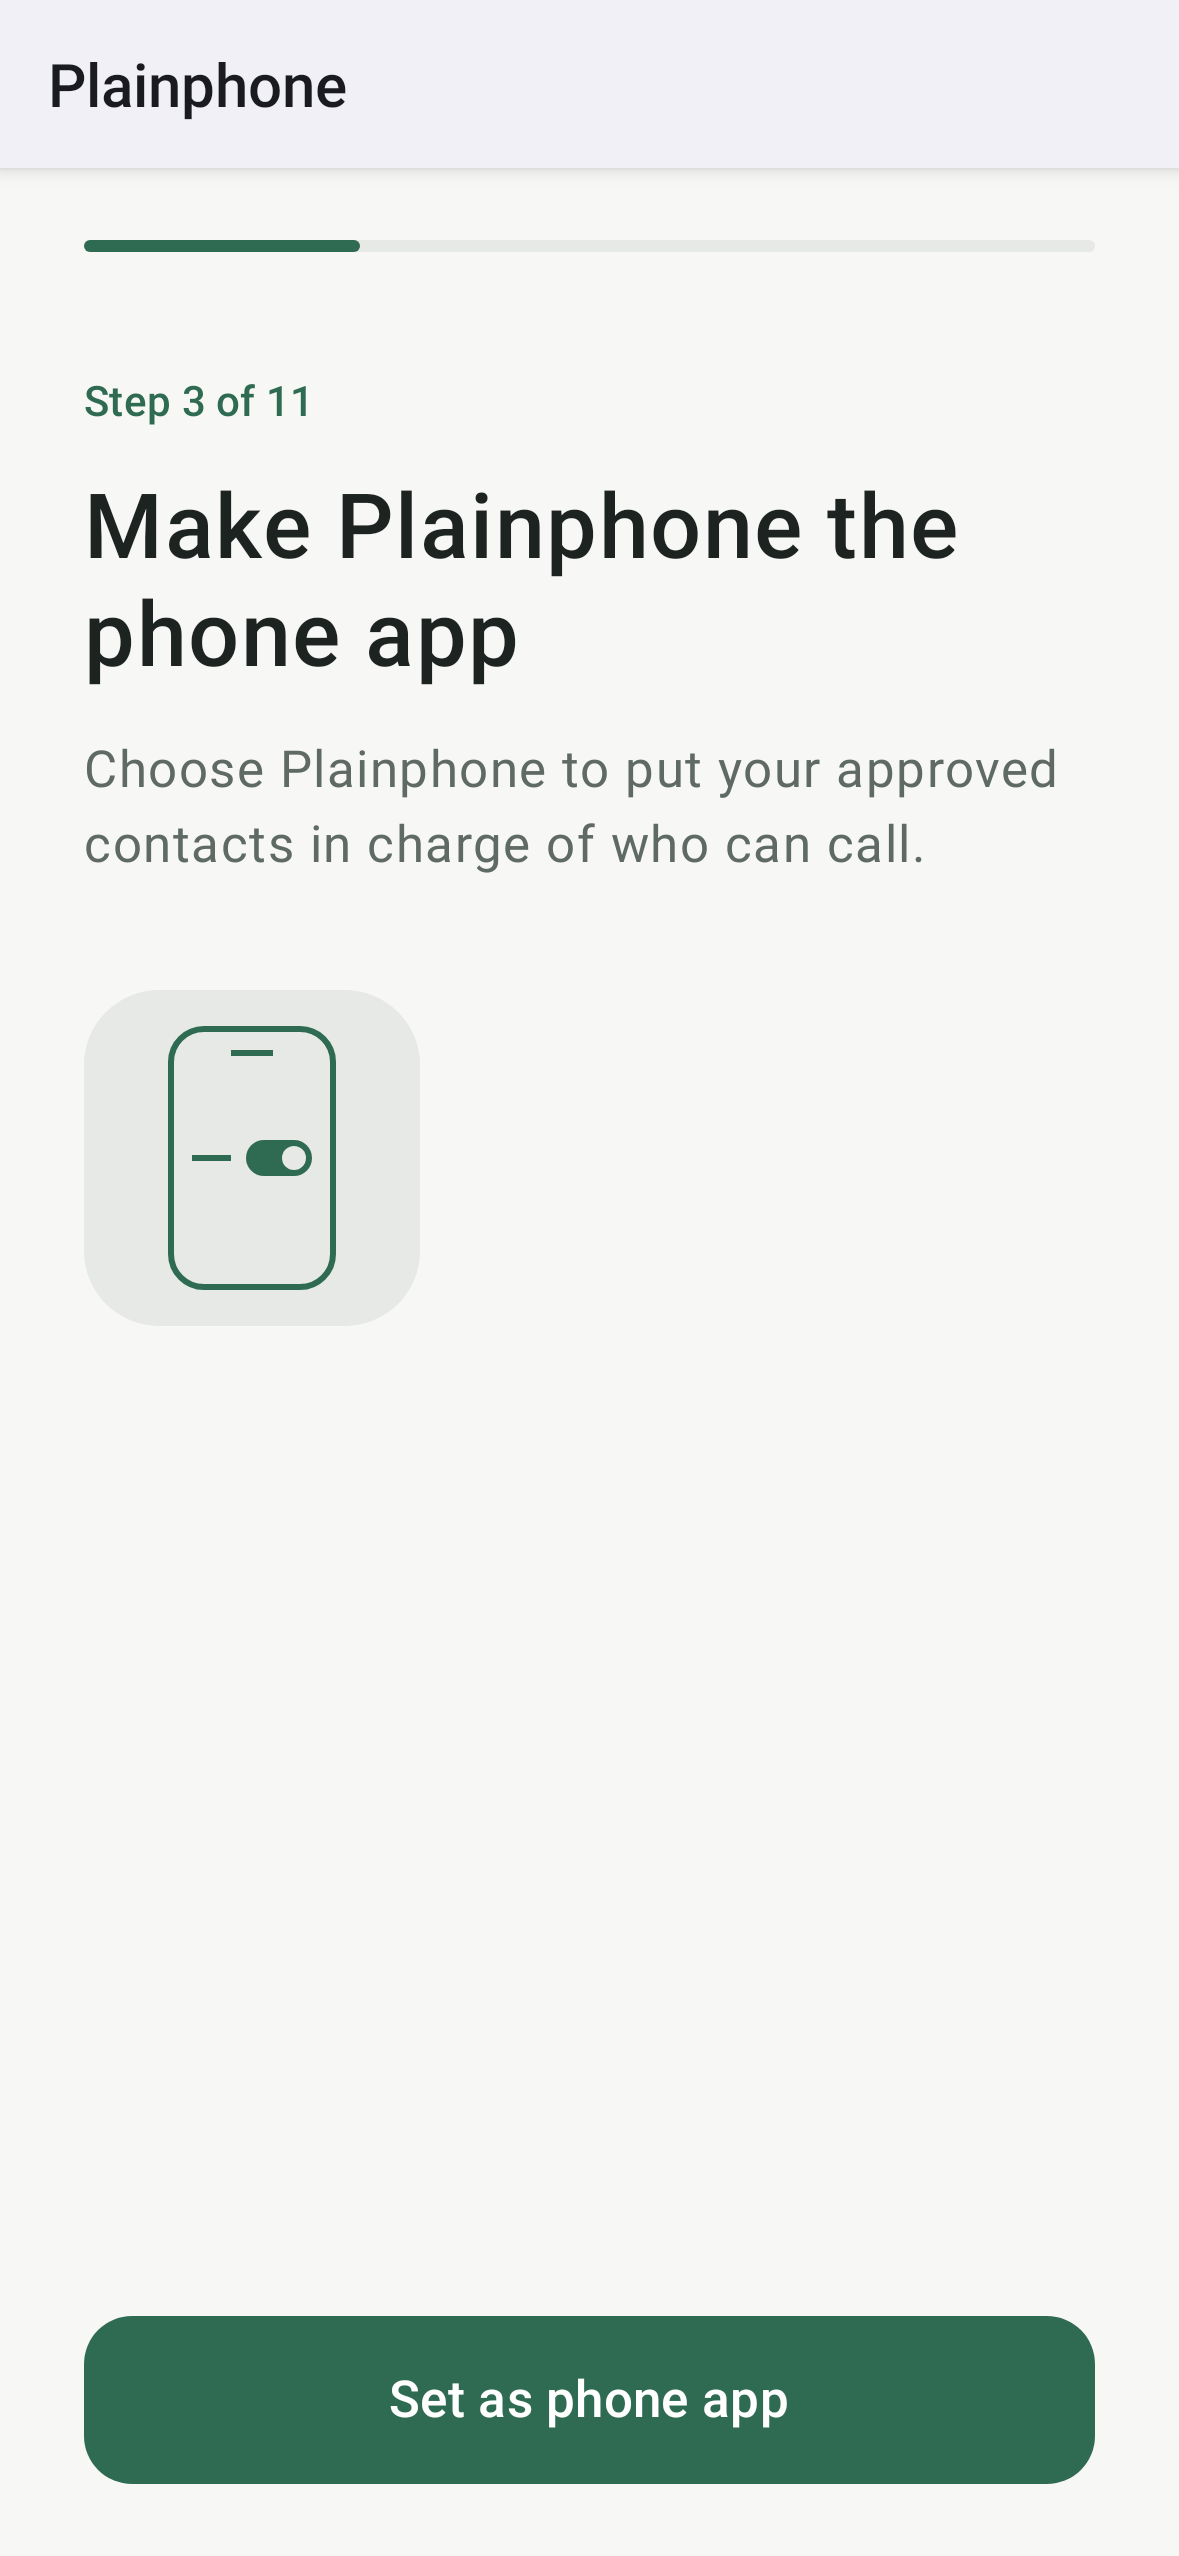 Plainphone
Step 3 of 11
Make Plainphone the
phone app
Choose Plainphone to put your approved
contacts in charge of who can call.
Set as phone app